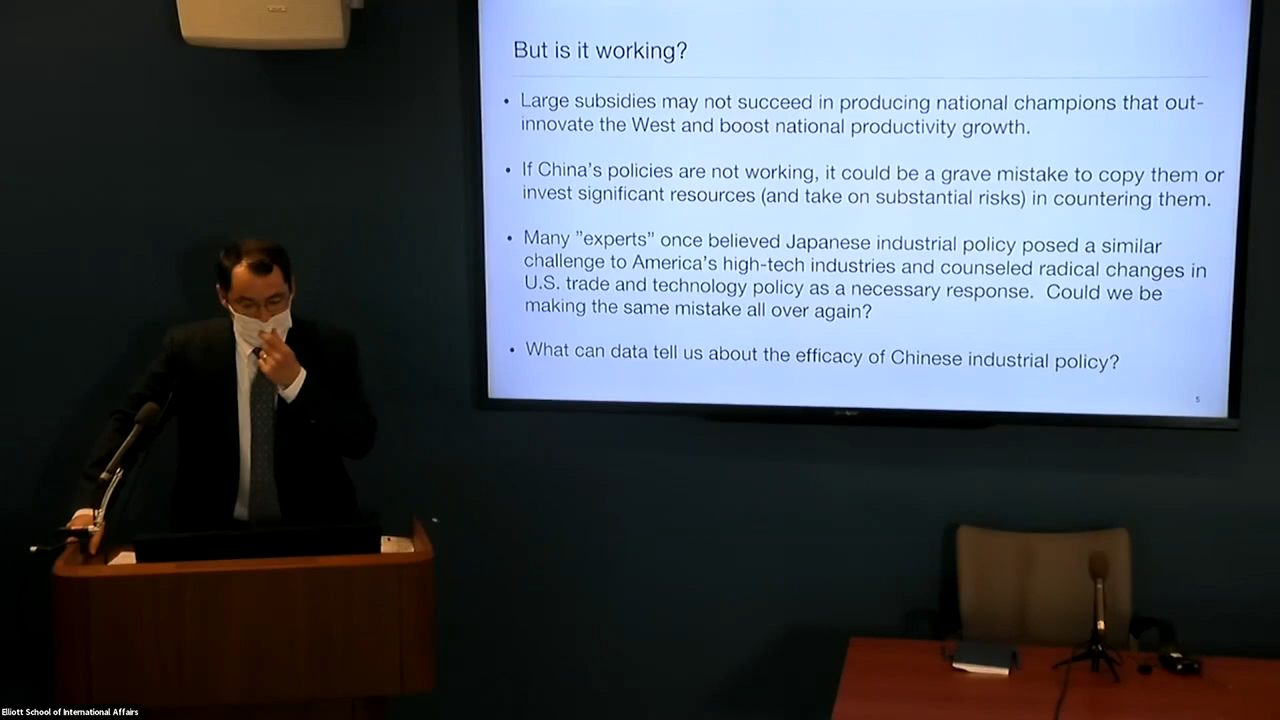 But is it working?
• Large subsidies may not succeed in producing national champions that out-
innovate the West and boost national productivity growth.
• If China's policies are not working, it could be a grave mistake to copy them or
invest significant resources (and take on substantial risks) in countering them.
• Many "experts" once believed Japanese industrial policy posed a similar
challenge to America's high-tech industries and counseled radical changes in
U.S. trade and technology policy as a necessary response. Could we be
making the same mistake all over again?
• What can data tell us about the efficacy of Chinese industrial policy?
5
Elliott School of International Affairs